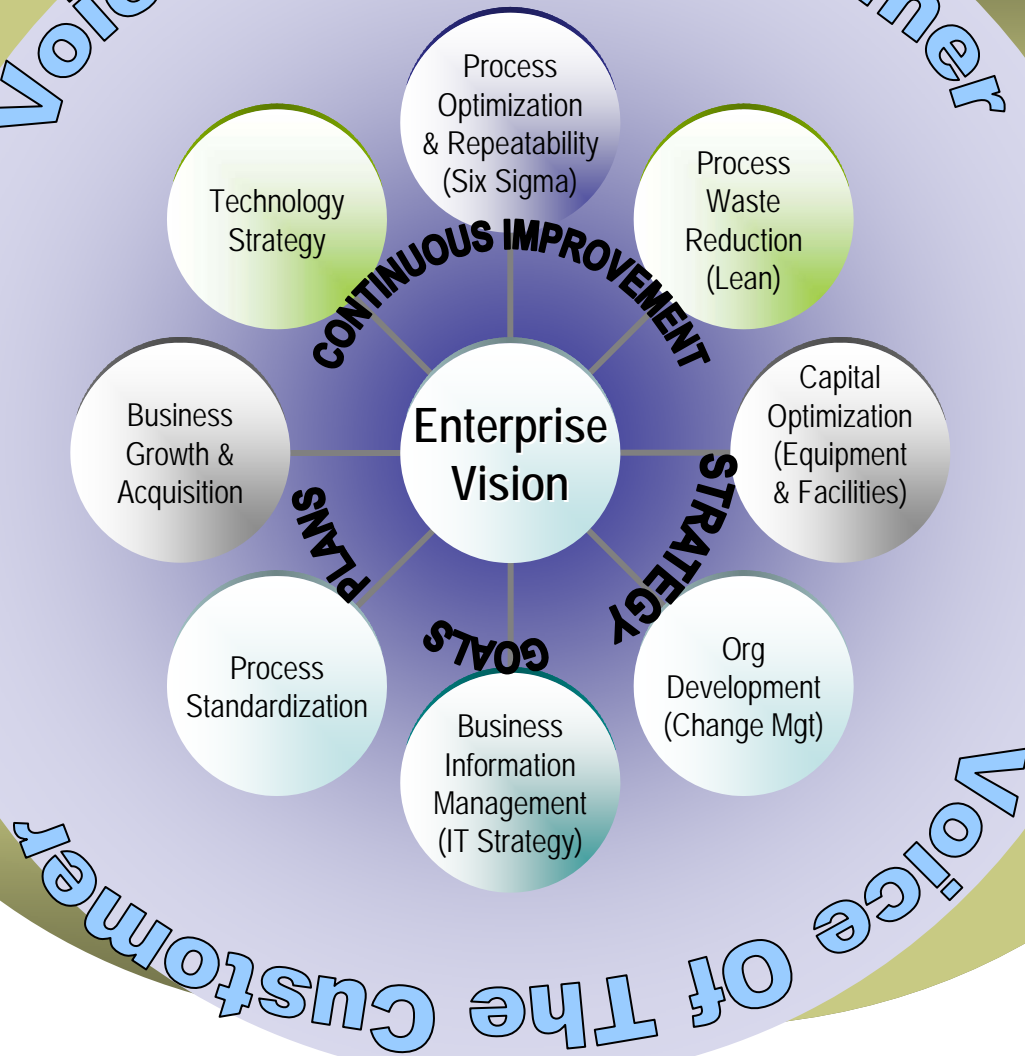 Voic
mer
Process
Optimization
& Repeatability
(Six Sigma)
Technology
Strategy
Process
Waste
Reduction
(Lean)
CONTINUOUS IMPROVEMENT
Business
Growth &
Acquisition
Enterprise
Vision
Capital
Optimization
(Equipment
& Facilities)
PLANS
STRATEGY
GOALS
Process
Standardization
Org
Development
(Change Mgt)
Business
Information
Management
(IT Strategy)
Voice Of The Customer